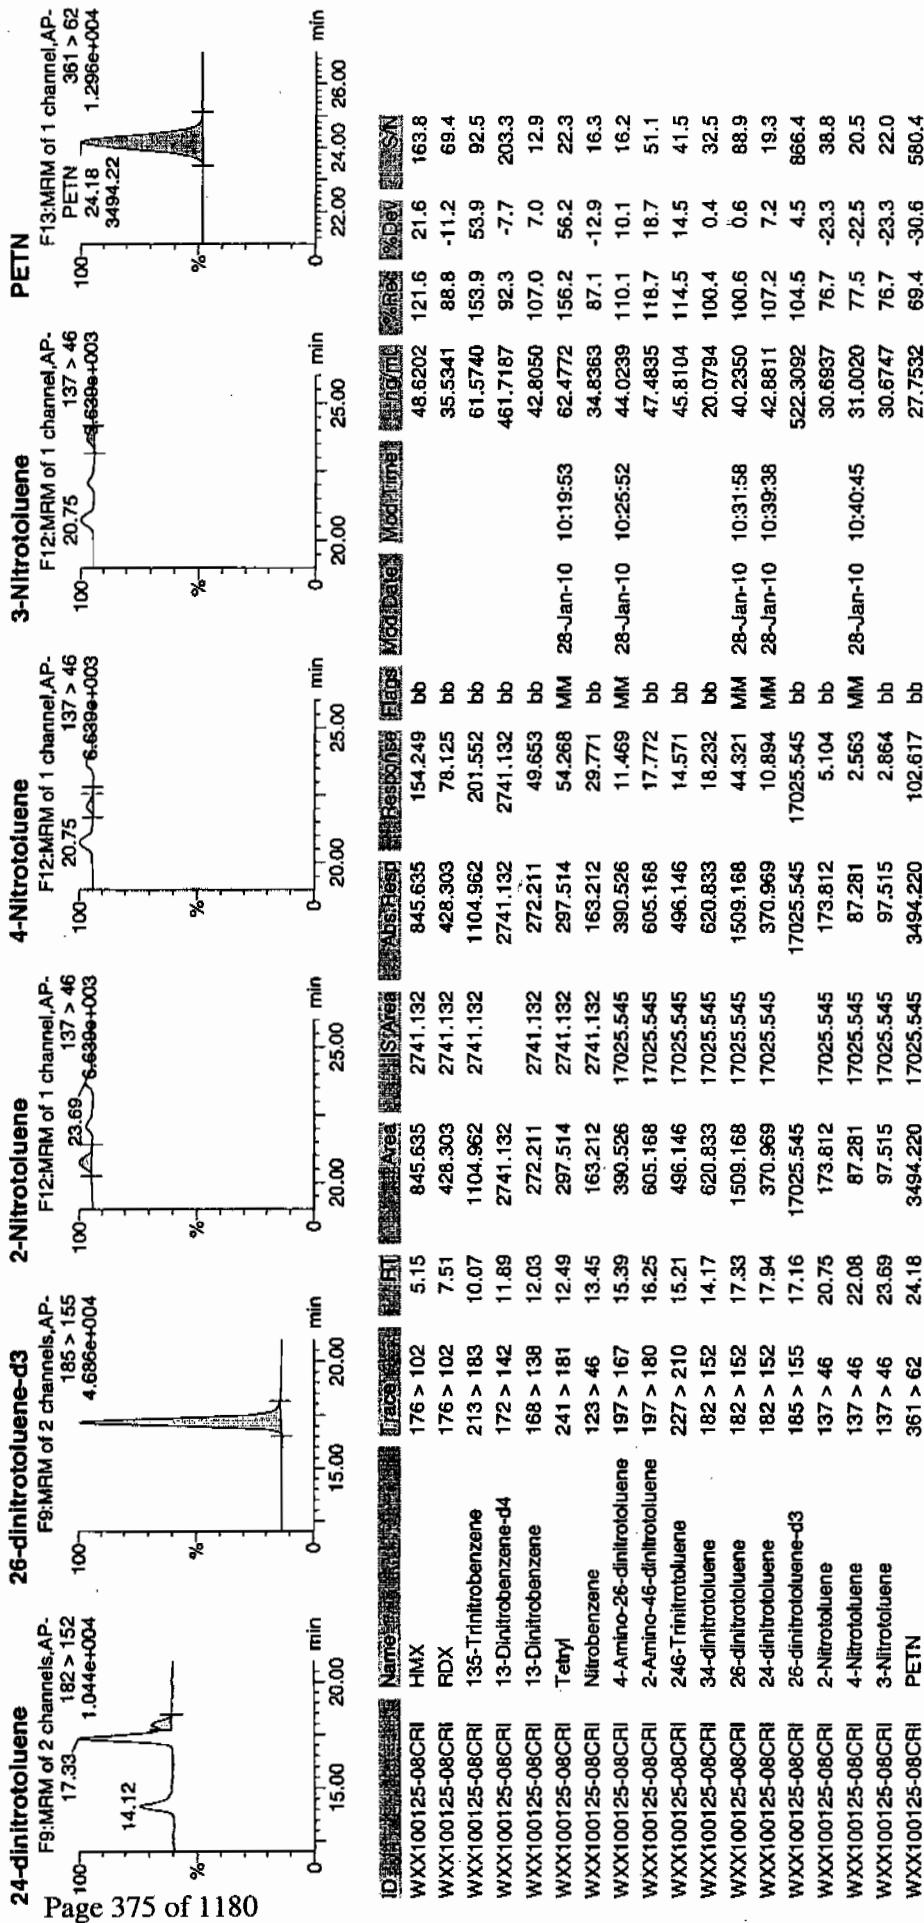 24-dinitrotoluene
F9:MRM of 2 channels,AP-
182 > 152
1.044e+004
17.33
14.12
100
%
0
15.00 20.00 min
26-dinitrotoluene-d3
F9:MRM of 2 channels,AP-
185 > 155
4.686e+004
100
%
0
15.00 20.00 min
2-Nitrotoluene
F12:MRM of 1 channel,AP-
137 > 46
6.639e+003
23.69
100
%
0
20.00 25.00 min
4-Nitrotoluene
F12:MRM of 1 channel,AP-
137 > 46
6.639e+003
20.75
100
%
0
20.00 25.00 min
3-Nitrotoluene
F12:MRM of 1 channel,AP-
137 > 46
6.639e+003
20.75
100
%
0
20.00 25.00 min
PETN
F13:MRM of 1 channel,AP-
361 > 62
1.296e+004
PETN
24.18
3494.22
100
%
0
22.00 24.00 26.00 min
ID Name Trace RT Area IS Area Abs.Resp Response Flags Mod.Date Mod.Time ng/mL %Rec %Dev S/N
WXX100125-08CRI HMX 176 > 102 5.15 845.635 2741.132 845.635 154.249 bb 48.6202 121.6 21.6 163.8
WXX100125-08CRI RDX 176 > 102 7.51 428.303 2741.132 428.303 78.125 bb 35.5341 88.8 -11.2 69.4
WXX100125-08CRI 135-Trinitrobenzene 213 > 183 10.07 1104.962 2741.132 1104.962 201.552 bb 61.5740 153.9 53.9 92.5
WXX100125-08CRI 13-Dinitrobenzene-d4 172 > 142 11.89 2741.132 2741.132 2741.132 bb 461.7187 92.3 -7.7 203.3
WXX100125-08CRI 13-Dinitrobenzene 168 > 138 12.03 272.211 2741.132 272.211 49.653 bb 42.8050 107.0 7.0 12.9
WXX100125-08CRI Tetryl 241 > 181 12.49 297.514 2741.132 297.514 54.268 MM 28-Jan-10 10:19:53 62.4772 156.2 56.2 22.3
WXX100125-08CRI Nitrobenzene 123 > 46 13.45 163.212 2741.132 163.212 29.771 bb 34.8363 87.1 -12.9 16.3
WXX100125-08CRI 4-Amino-26-dinitrotoluene 197 > 167 15.39 390.526 17025.545 390.526 11.469 MM 28-Jan-10 10:25:52 44.0239 110.1 10.1 16.2
WXX100125-08CRI 2-Amino-46-dinitrotoluene 197 > 180 16.25 605.168 17025.545 605.168 17.772 bb 47.4835 118.7 18.7 51.1
WXX100125-08CRI 246-Trinitrotoluene 227 > 210 15.21 496.146 17025.545 496.146 14.571 bb 45.8104 114.5 14.5 41.5
WXX100125-08CRI 34-dinitrotoluene 182 > 152 14.17 620.833 17025.545 620.833 18.232 bb 20.0794 100.4 0.4 32.5
WXX100125-08CRI 26-dinitrotoluene 182 > 152 17.33 1509.168 17025.545 1509.168 44.321 MM 28-Jan-10 10:31:58 40.2350 100.6 0.6 88.9
WXX100125-08CRI 24-dinitrotoluene 182 > 152 17.94 370.969 17025.545 370.969 10.894 MM 28-Jan-10 10:39:38 42.8811 107.2 7.2 19.3
WXX100125-08CRI 26-dinitrotoluene-d3 185 > 155 17.16 17025.545 17025.545 17025.545 bb 522.3092 104.5 4.5 866.4
WXX100125-08CRI 2-Nitrotoluene 137 > 46 20.75 173.812 17025.545 173.812 5.104 bb 30.6937 76.7 -23.3 38.8
WXX100125-08CRI 4-Nitrotoluene 137 > 46 22.08 87.281 17025.545 87.281 2.563 MM 28-Jan-10 10:40:45 31.0020 77.5 -22.5 20.5
WXX100125-08CRI 3-Nitrotoluene 137 > 46 23.69 97.515 17025.545 97.515 2.864 bb 30.6747 76.7 -23.3 22.0
WXX100125-08CRI PETN 361 > 62 24.18 3494.220 17025.545 3494.220 102.617 bb 27.7532 69.4 -30.6 580.4
Page 375 of 1180